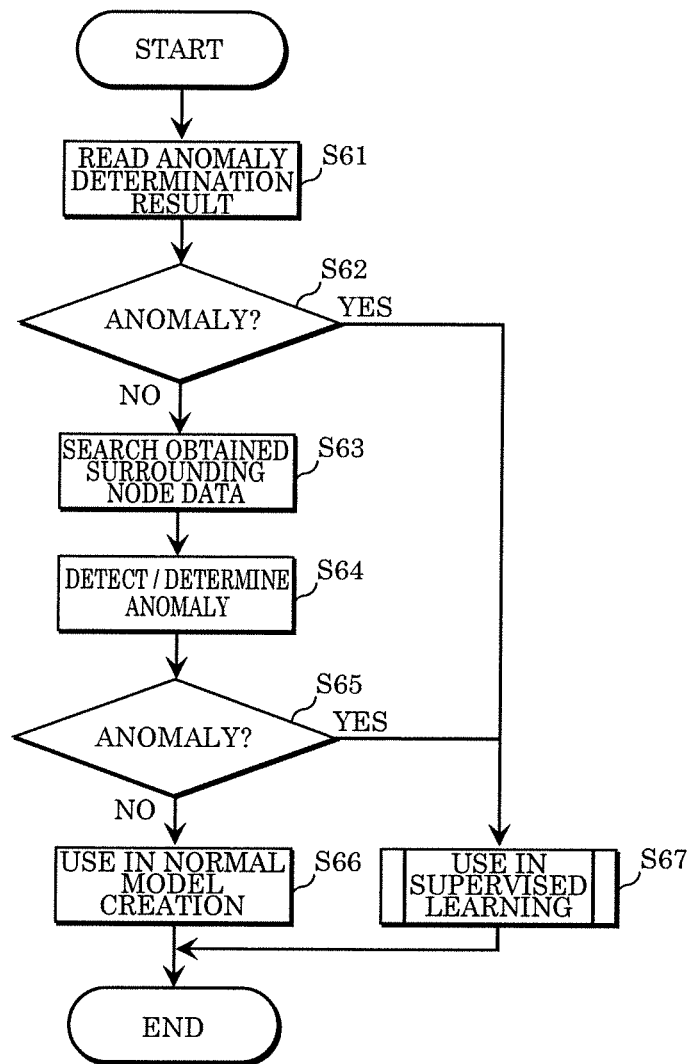 START
S61
READ ANOMALY
DETERMINATION
RESULT
S62
ANOMALY?
YES
NO
S63
SEARCH OBTAINED
SURROUNDING
NODE DATA
S64
DETECT / DETERMINE
ANOMALY
S65
ANOMALY?
YES
NO
S66
USE IN NORMAL
MODEL
CREATION
S67
USE IN
SUPERVISED
LEARNING
END